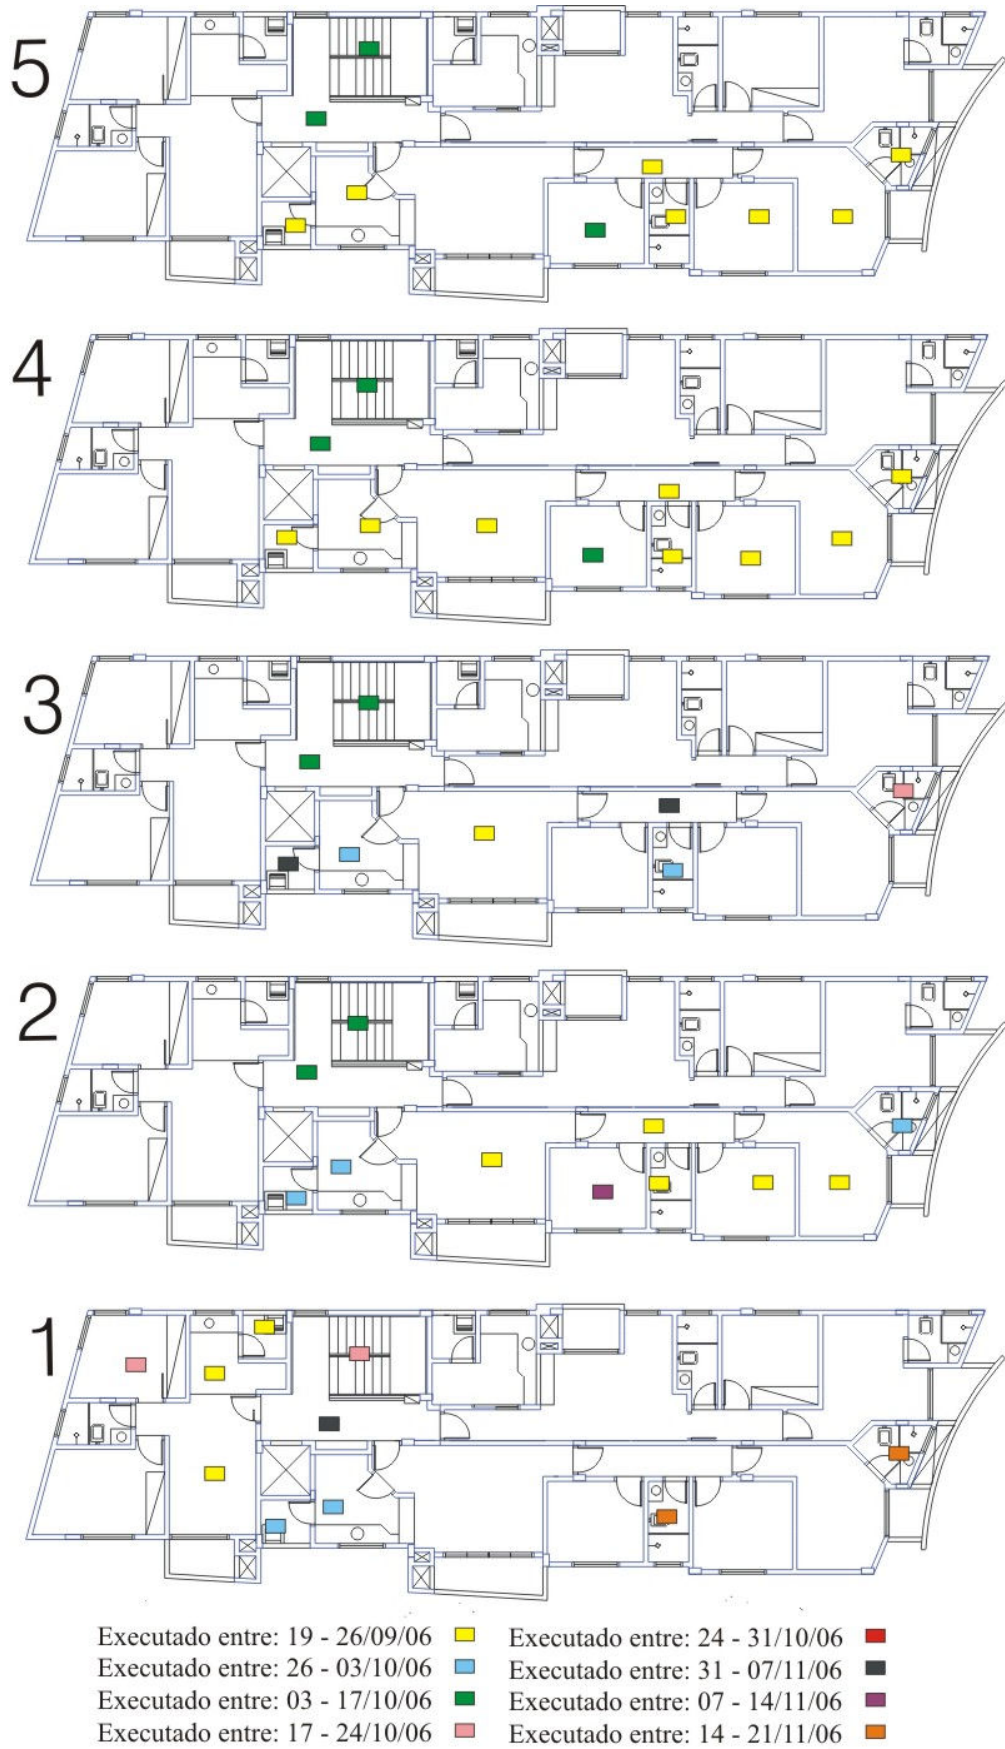 5
4
3
2
1
Executado entre: 19 - 26/09/06
Executado entre: 26 - 03/10/06
Executado entre: 03 - 17/10/06
Executado entre: 17 - 24/10/06
Executado entre: 24 - 31/10/06
Executado entre: 31 - 07/11/06
Executado entre: 07 - 14/11/06
Executado entre: 14 - 21/11/06